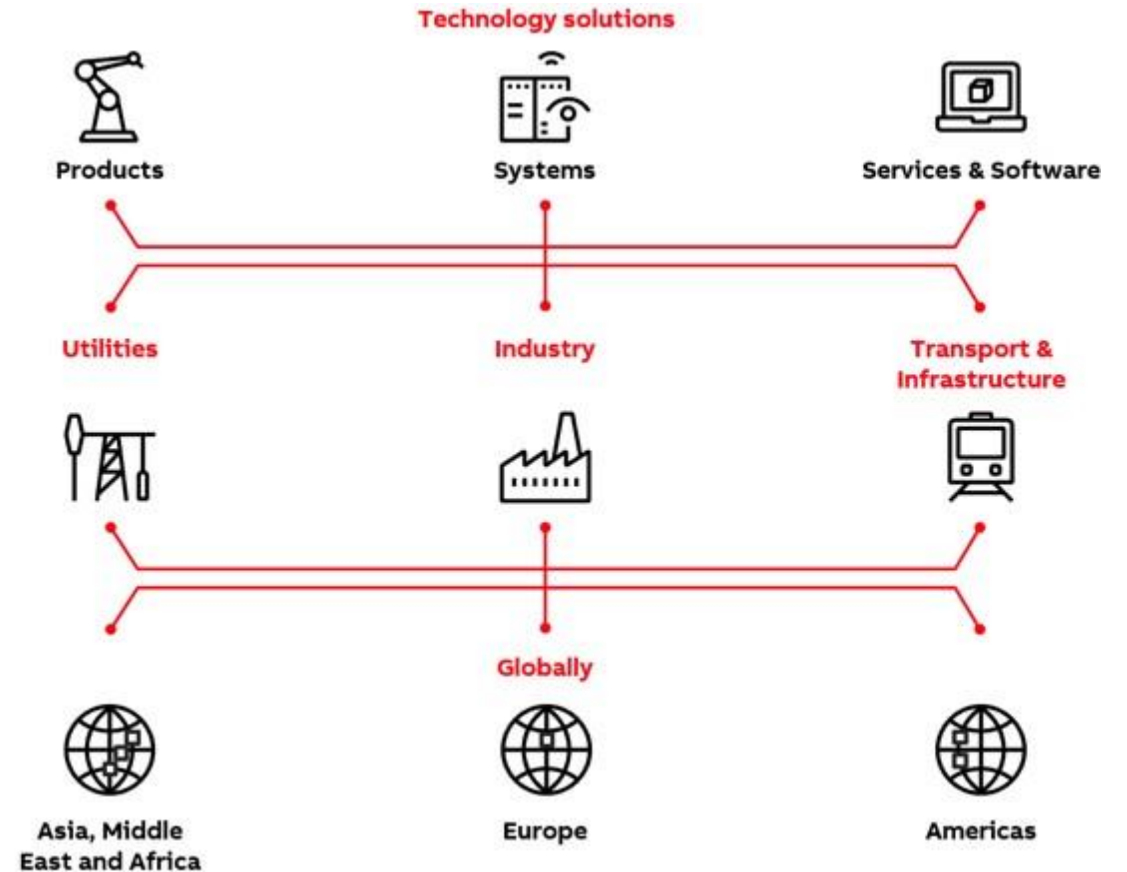 Technology solutions
Products
Systems
Services & Software
Utilities
Industry
Transport &
Infrastructure
Globally
Asia, Middle
East and Africa
Europe
Americas